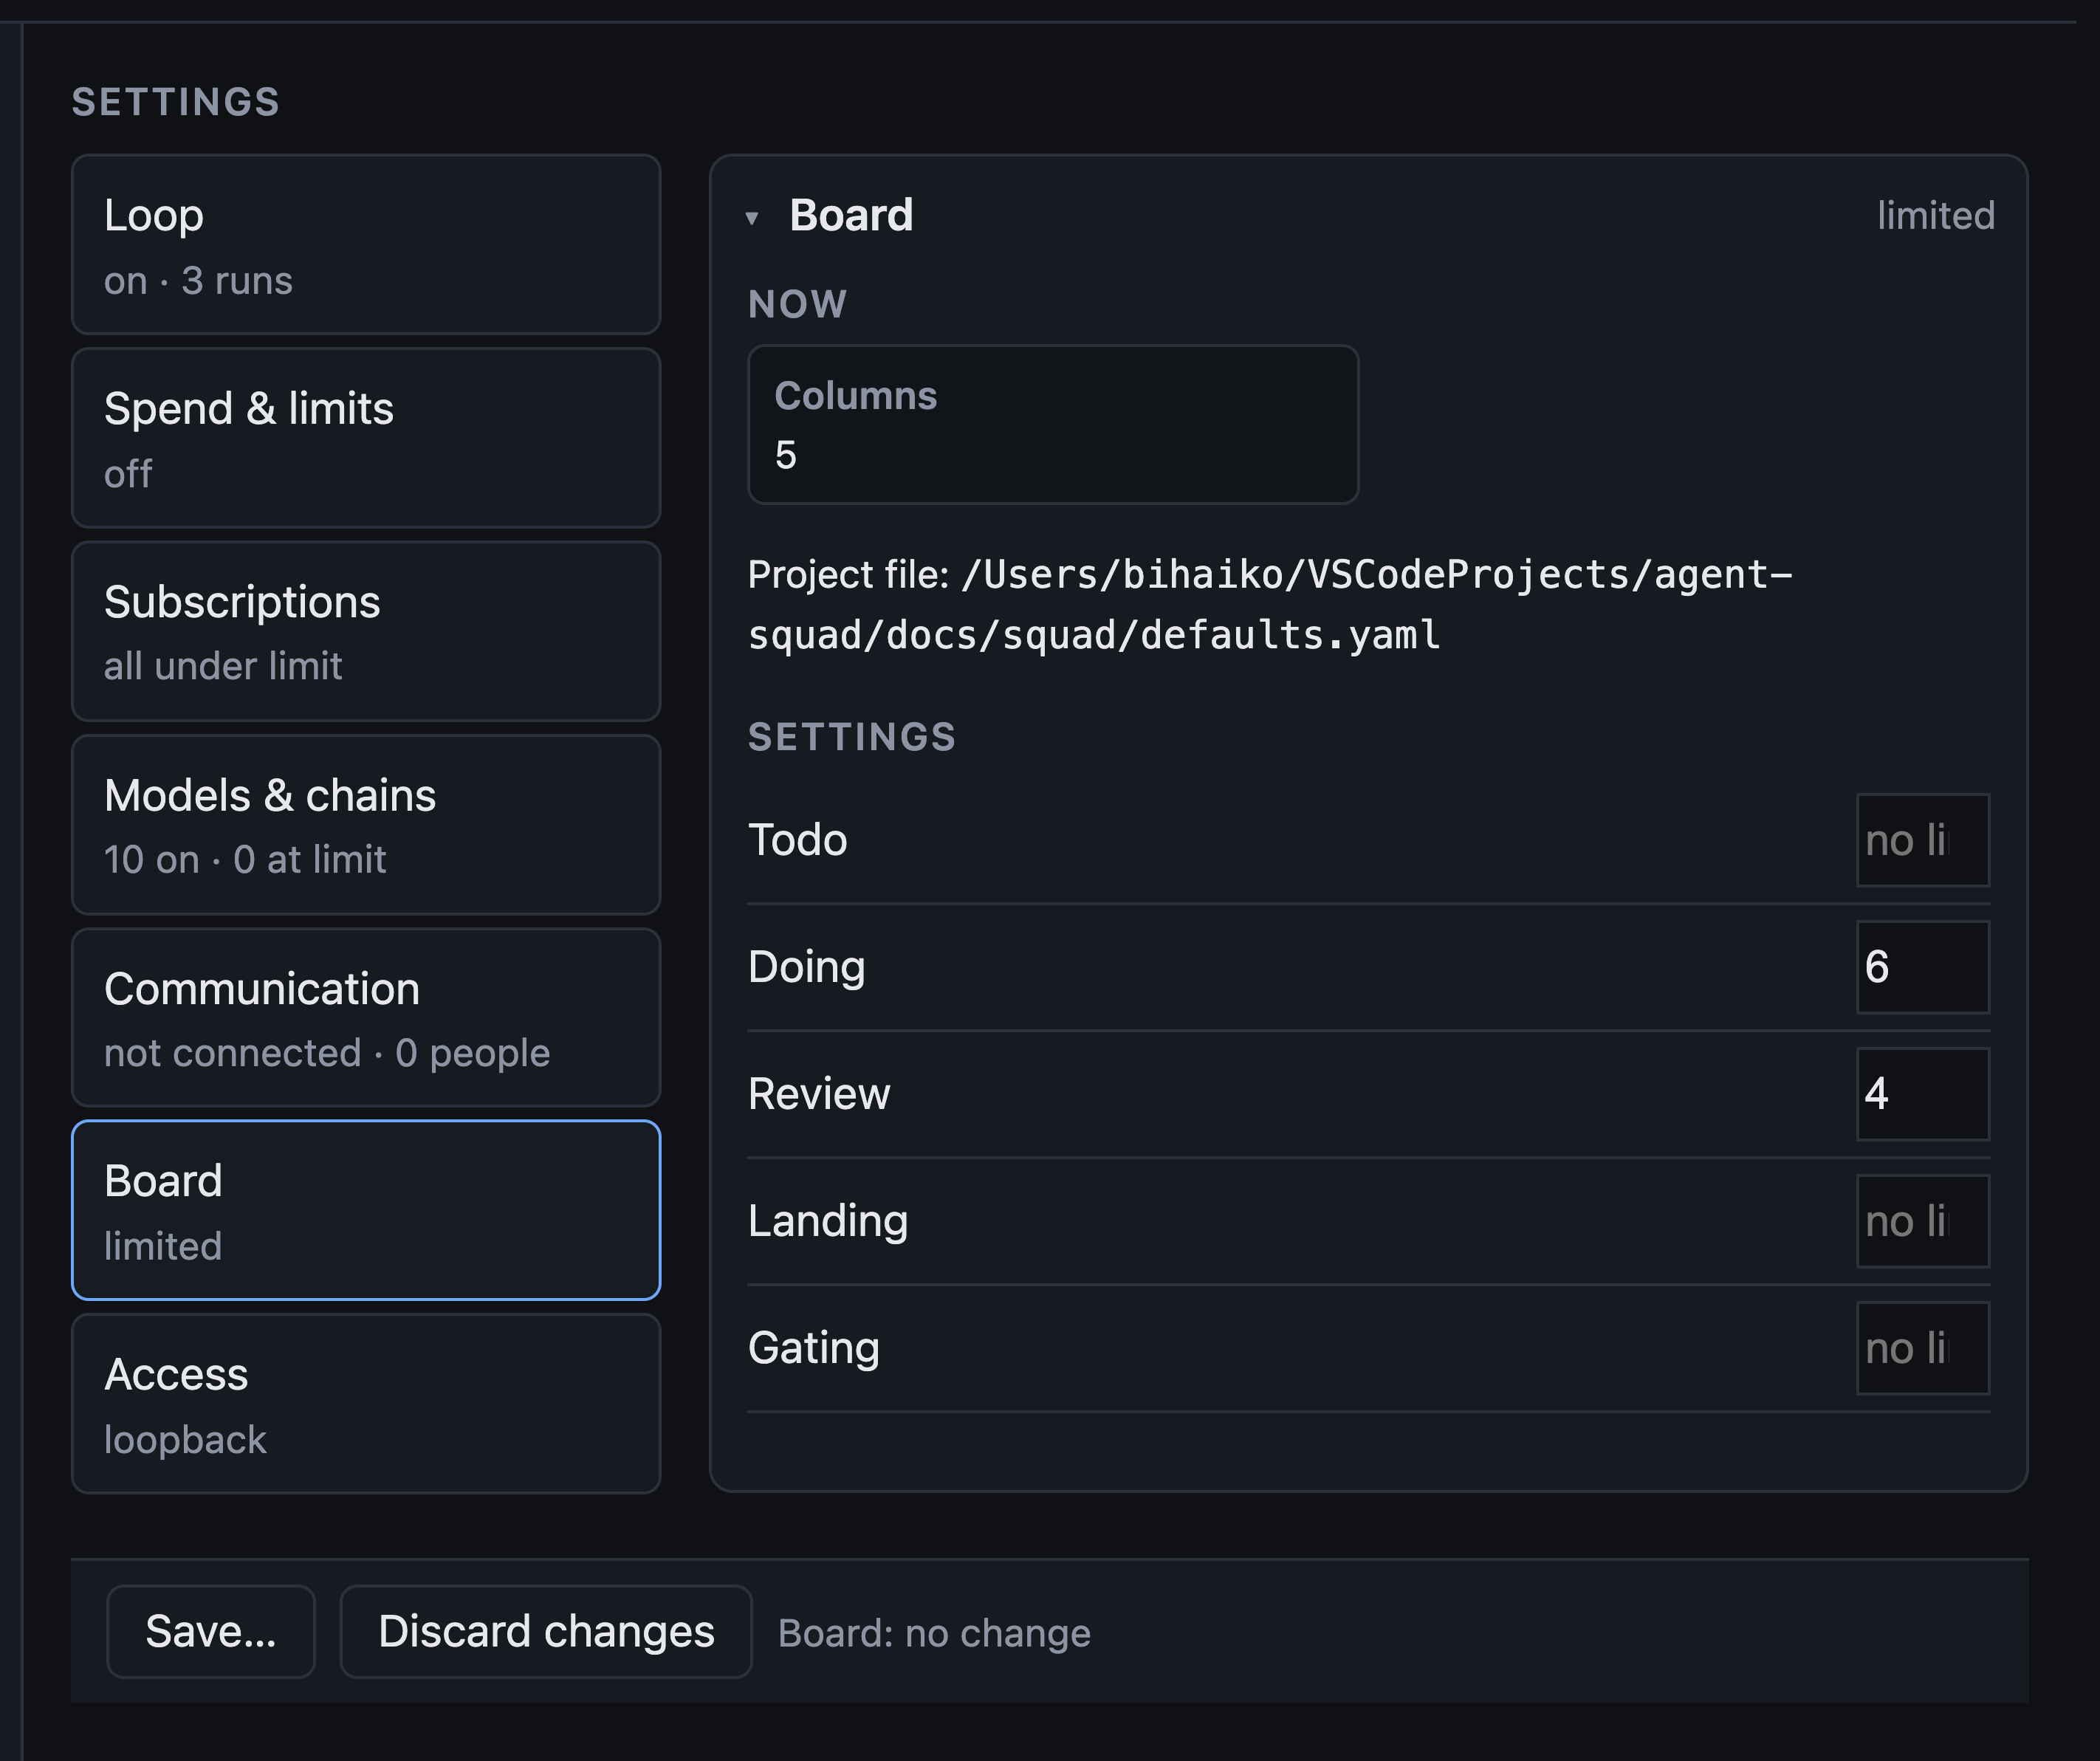 SETTINGS
Loop
on · 3 runs
Spend & limits
off
Subscriptions
all under limit
Models & chains
10 on · 0 at limit
Communication
not connected · 0 people
Board
limited
Access
loopback
▾ Board
limited
NOW
Columns
5
Project file: /Users/bihaiko/VSCodeProjects/agent-
squad/docs/squad/defaults.yaml
SETTINGS
Todo
no li
Doing
6
Review
4
Landing
no li
Gating
no li
Save...
Discard changes
Board: no change